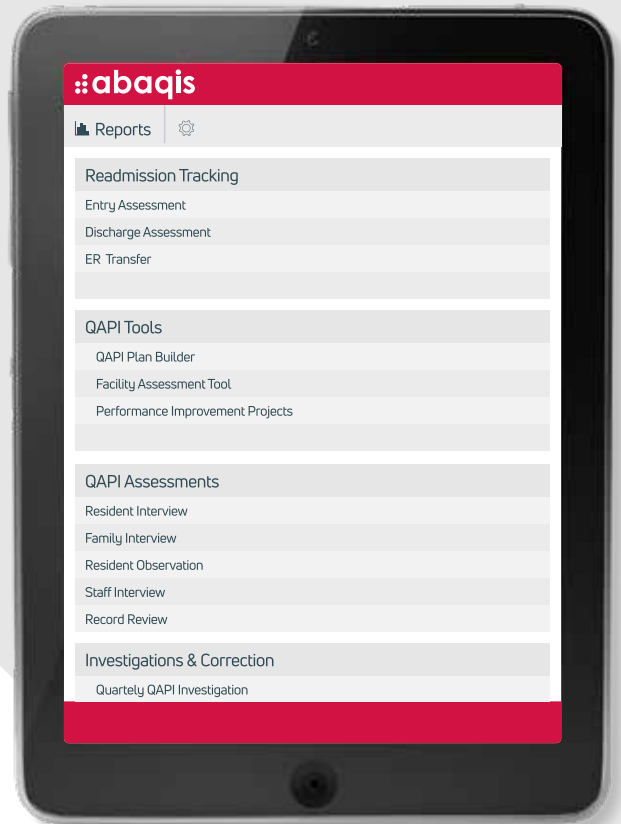 abaqis
Reports
Readmission Tracking
Entry Assessment
Discharge Assessment
ER Transfer
QAPI Tools
QAPI Plan Builder
Facility Assessment Tool
Performance Improvement Projects
QAPI Assessments
Resident Interview
Family Interview
Resident Observation
Staff Interview
Record Review
Investigations & Correction
Quartely QAPI Investigation